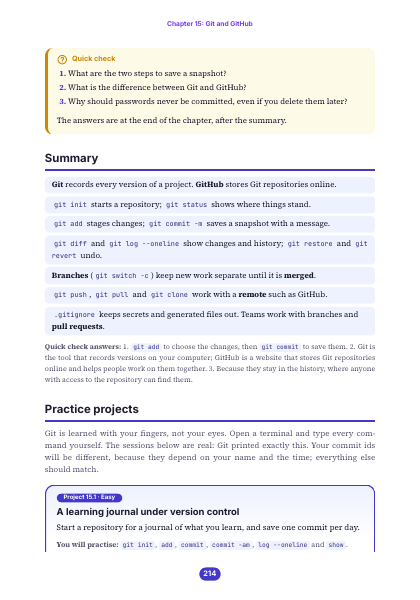 Chapter 15: Git and GitHub
Quick check
1. What are the two steps to save a snapshot?
2. What is the difference between Git and GitHub?
3. Why should passwords never be committed, even if you delete them later?
The answers are at the end of the chapter, after the summary.
Summary
Git records every version of a project. GitHub stores Git repositories online.
git init starts a repository; git status shows where things stand.
git add stages changes; git commit -m saves a snapshot with a message.
git diff and git log --oneline show changes and history; git restore and git
revert undo.
Branches ( git switch -c ) keep new work separate until it is merged.
git push , git pull and git clone work with a remote such as GitHub.
.gitignore keeps secrets and generated files out. Teams work with branches and
pull requests.
Quick check answers: 1. git add to choose the changes, then git commit to save them. 2. Git is
the tool that records versions on your computer; GitHub is a website that stores Git repositories
online and helps people work on them together. 3. Because they stay in the history, where anyone
with access to the repository can find them.
Practice projects
Git is learned with your fingers, not your eyes. Open a terminal and type every com-
mand yourself. The sessions below are real: Git printed exactly this. Your commit ids
will be different, because they depend on your name and the time; everything else
should match.
Project 15.1 · Easy
A learning journal under version control
Start a repository for a journal of what you learn, and save one commit per day.
You will practise: git init , add , commit , commit -am , log --oneline and show .
214